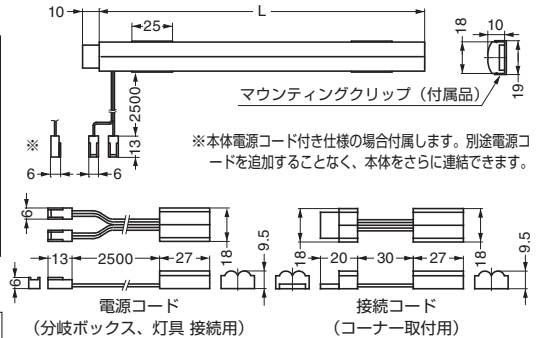 10
L
25
18
10
19
2500
マウンティングクリップ（付属品）
※
13
6
6
※本体電源コード付き仕様の場合付属します。別途電源コ
ードを追加することなく、本体をさらに連結できます。
6
18
18
18
13
2500
27
9.5
20
30
27
9.5
6
電源コード
（分岐ボックス、灯具 接続用）
接続コード
（コーナー取付用）